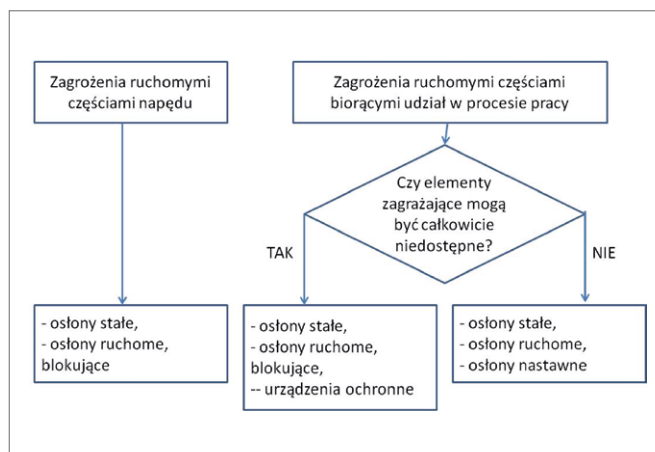 Zagrożenia ruchomymi
częściami napędu
Zagrożenia ruchomymi częściami
biorącymi udział w procesie pracy
Czy elementy
zagrażające mogą
być całkowicie
niedostępne?
TAK
NIE
- osłony stałe,
- osłony ruchome,
blokujące
- osłony stałe,
- osłony ruchome,
blokujące,
-- urządzenia ochronne
- osłony stałe,
- osłony ruchome,
- osłony nastawne